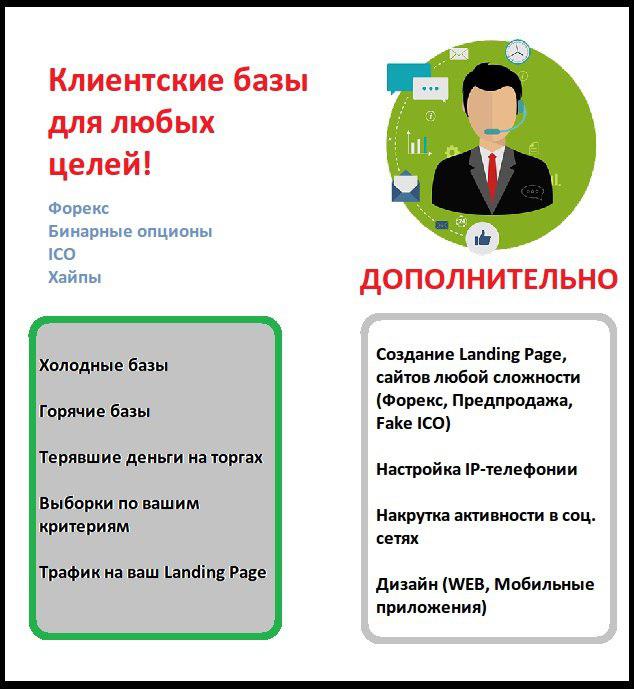 Клиентские базы
для любых
целей!
Форекс
Бинарные опционы
ICO
Хайпы
24
ДОПОЛНИТЕЛЬНО
Холодные базы
Горячие базы
Терявшие деньги на торгах
Выборки по вашим
критериям
Трафик на ваш Landing Page
Создание Landing Page,
сайтов любой сложности
(Форекс, Предпродажа,
Fake ICO)
Настройка IP-телефонии
Накрутка активности в соц.
сетях
Дизайн (WEB, Мобильные
приложения)